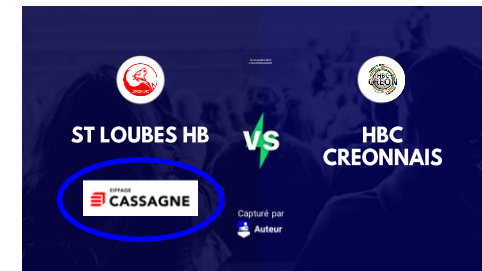 ST LOUBES HB
VS
HBC
CREONNAIS
EIFFAGE
CASSAGNE
Capturé par
Auteur